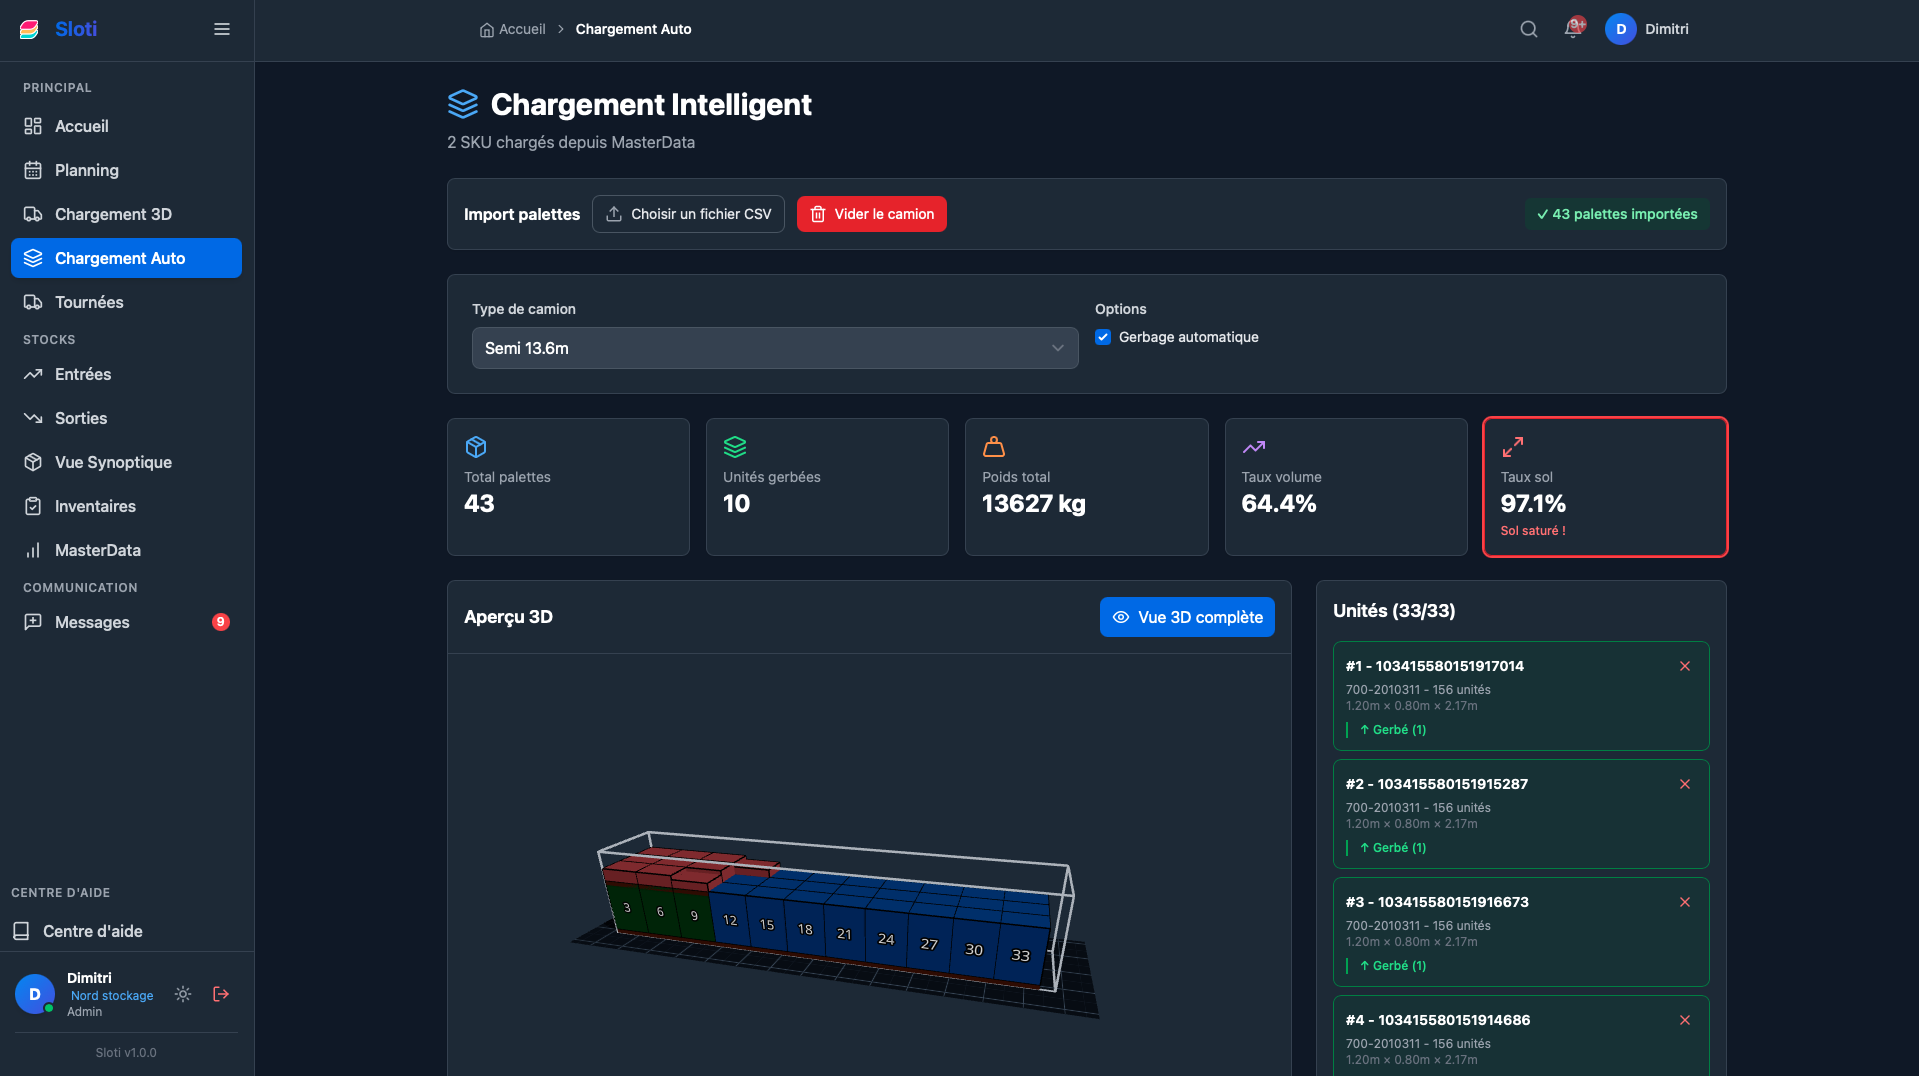 Sloti
Accueil
Chargement Auto
9+
D
Dimitri
PRINCIPAL
Accueil
Planning
Chargement 3D
Chargement Auto
Tournées
STOCKS
Entrées
Sorties
Vue Synoptique
Inventaires
MasterData
COMMUNICATION
Messages
9
CENTRE D'AIDE
Centre d'aide
D
Dimitri
Nord stockage
Admin
Sloti v1.0.0
Chargement Intelligent
2 SKU chargés depuis MasterData
Import palettes
Choisir un fichier CSV
Vider le camion
✓ 43 palettes importées
Type de camion
Semi 13.6m
Options
Gerbage automatique
Total palettes
43
Unités gerbées
10
Poids total
13627 kg
Taux volume
64.4%
Taux sol
97.1%
Sol saturé !
Aperçu 3D
Vue 3D complète
3
6
9
12
15
18
21
24
27
30
33
Unités (33/33)
#1 - 103415580151917014
700-2010311 - 156 unités
1.20m × 0.80m × 2.17m
↑ Gerbé (1)
#2 - 103415580151915287
700-2010311 - 156 unités
1.20m × 0.80m × 2.17m
↑ Gerbé (1)
#3 - 103415580151916673
700-2010311 - 156 unités
1.20m × 0.80m × 2.17m
↑ Gerbé (1)
#4 - 103415580151914686
700-2010311 - 156 unités
1.20m × 0.80m × 2.17m